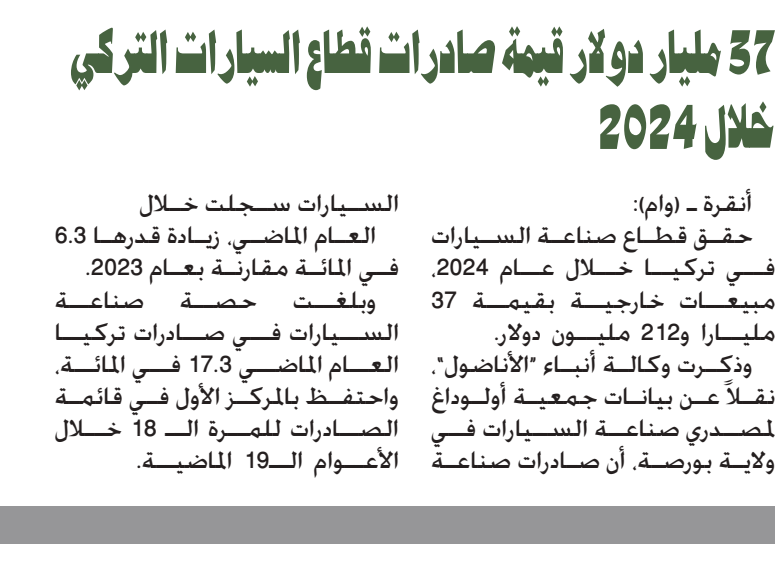 37 مليار دولار قيمة صادرات قطاع السيارات التركي
خلال 2024
أنقرة ـ (وام):
حقق قطاع صناعة السيارات
في تركيا خلال عام 2024،
مبيعات خارجية بقيمة 37
مليارا و212 مليون دولار.
وذكرت وكالة أنباء "الأناضول"،
نقلاً عن بيانات جمعية أولوداغ
لمصدري صناعة السيارات في
ولاية بورصة، أن صادرات صناعة
السيارات سجلت خلال
العام الماضي، زيادة قدرها 6.3
في المائة مقارنة بعام 2023.
وبلغت حصة صناعة
السيارات في صادرات تركيا
العام الماضي 17.3 في المائة،
واحتفظ بالمركز الأول في قائمة
الصادرات للمرة الـ 18 خلال
الأعوام الـ19 الماضية.